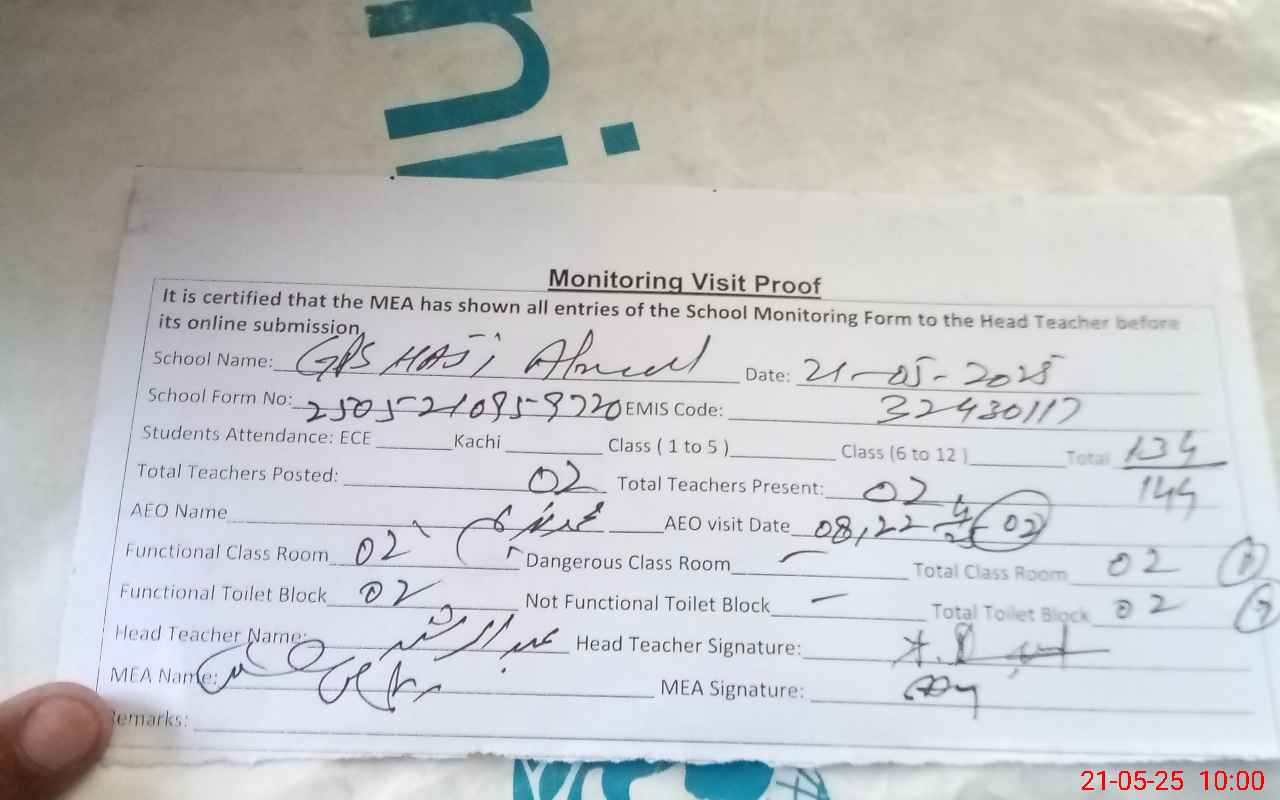 Monitoring Visit Proof
It is certified that the MEA has shown all entries of the School Monitoring Form to the Head Teacher before
its online submission.
School Name: GPS HAJi Ahmed Date: 21-05-2025
School Form No: EMIS Code: 32430117
Students Attendance: ECE Kachi Class ( 1 to 5 ) Class (6 to 12 ) Total 134
144
Total Teachers Posted: 02 Total Teachers Present: 02
AEO Name AEO visit Date 08,22 02
Functional Class Room 02 Dangerous Class Room — Total Class Room 02
Functional Toilet Block 02 Not Functional Toilet Block — Total Toilet Block 02
Head Teacher Name: عبدالرشید Head Teacher Signature:
MEA Name: MEA Signature:
Remarks:
21-05-25 10:00